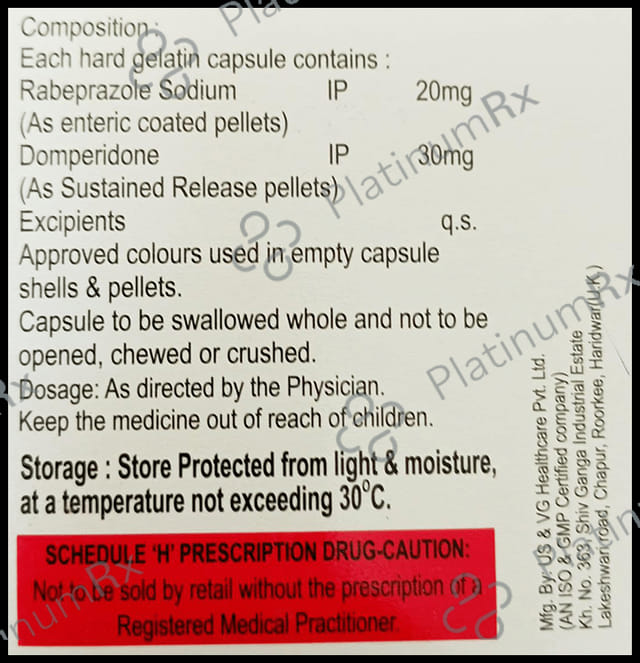 Composition :
Each hard gelatin capsule contains :
Rabeprazole Sodium IP 20mg
(As enteric coated pellets)
Domperidone IP 30mg
(As Sustained Release pellets)
Excipients q.s.
Approved colours used in empty capsule
shells & pellets.
Capsule to be swallowed whole and not to be
opened, chewed or crushed.
Dosage: As directed by the Physician.
Keep the medicine out of reach of children.
Storage : Store Protected from light & moisture,
at a temperature not exceeding 30°C.
SCHEDULE 'H' PRESCRIPTION DRUG-CAUTION:
Not to be sold by retail without the prescription of a
Registered Medical Practitioner.
Mfg. By: US & VG Healthcare Pvt. Ltd.
(AN ISO & GMP Certified company)
Kh. No. 363, Shiv Ganga Industrial Estate
Lakeshwari road, Chapur, Roorkee, Haridwar(U.K.)
PlatinumRx
PlatinumRx
PlatinumRx
Rx
PlatinumRx
Platinum